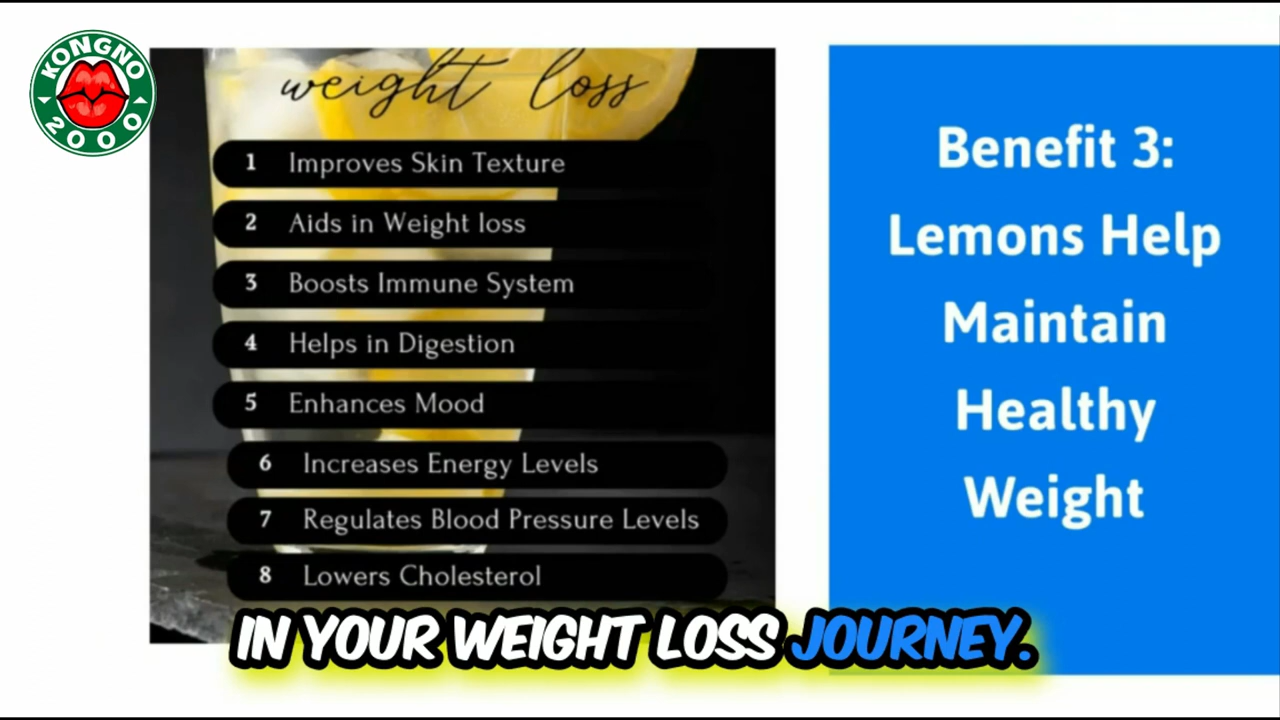 KONGNO
2000
weight loss
1 Improves Skin Texture
2 Aids in Weight loss
3 Boosts Immune System
4 Helps in Digestion
5 Enhances Mood
6 Increases Energy Levels
7 Regulates Blood Pressure Levels
8 Lowers Cholesterol
Benefit 3:
Lemons Help
Maintain
Healthy
Weight
IN YOUR WEIGHT LOSS JOURNEY.